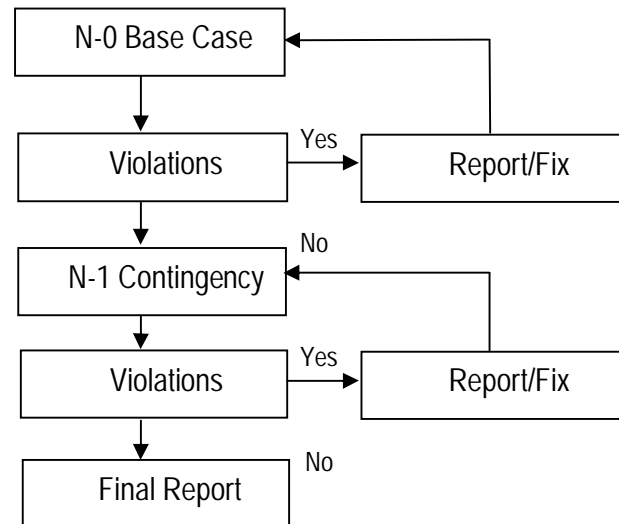 N-0 Base Case
Yes
Violations
Report/Fix
No
N-1 Contingency
Yes
Violations
Report/Fix
No
Final Report